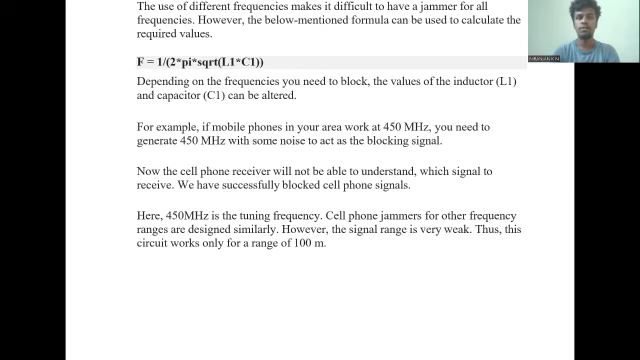 The use of different frequencies makes it difficult to have a jammer for all
frequencies. However, the below-mentioned formula can be used to calculate the
required values.
F = 1/(2*pi*sqrt(L1*C1))
Depending on the frequencies you need to block, the values of the inductor (L1)
and capacitor (C1) can be altered.
For example, if mobile phones in your area work at 450 MHz, you need to
generate 450 MHz with some noise to act as the blocking signal.
Now the cell phone receiver will not be able to understand, which signal to
receive. We have successfully blocked cell phone signals.
Here, 450MHz is the tuning frequency. Cell phone jammers for other frequency
ranges are designed similarly. However, the signal range is very weak. Thus, this
circuit works only for a range of 100 m.